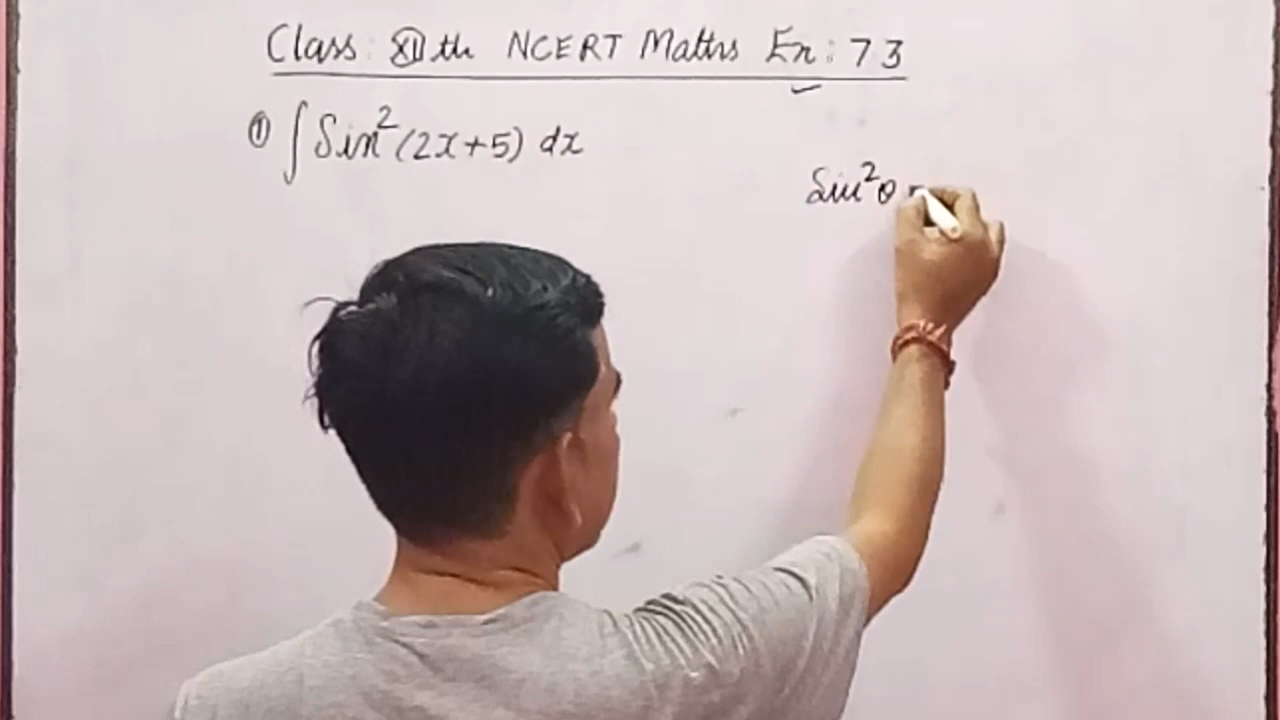 Class: XIIth NCERT Maths Ex: 7 3
① ∫ Sin²(2x+5) dx
Sin²θ =